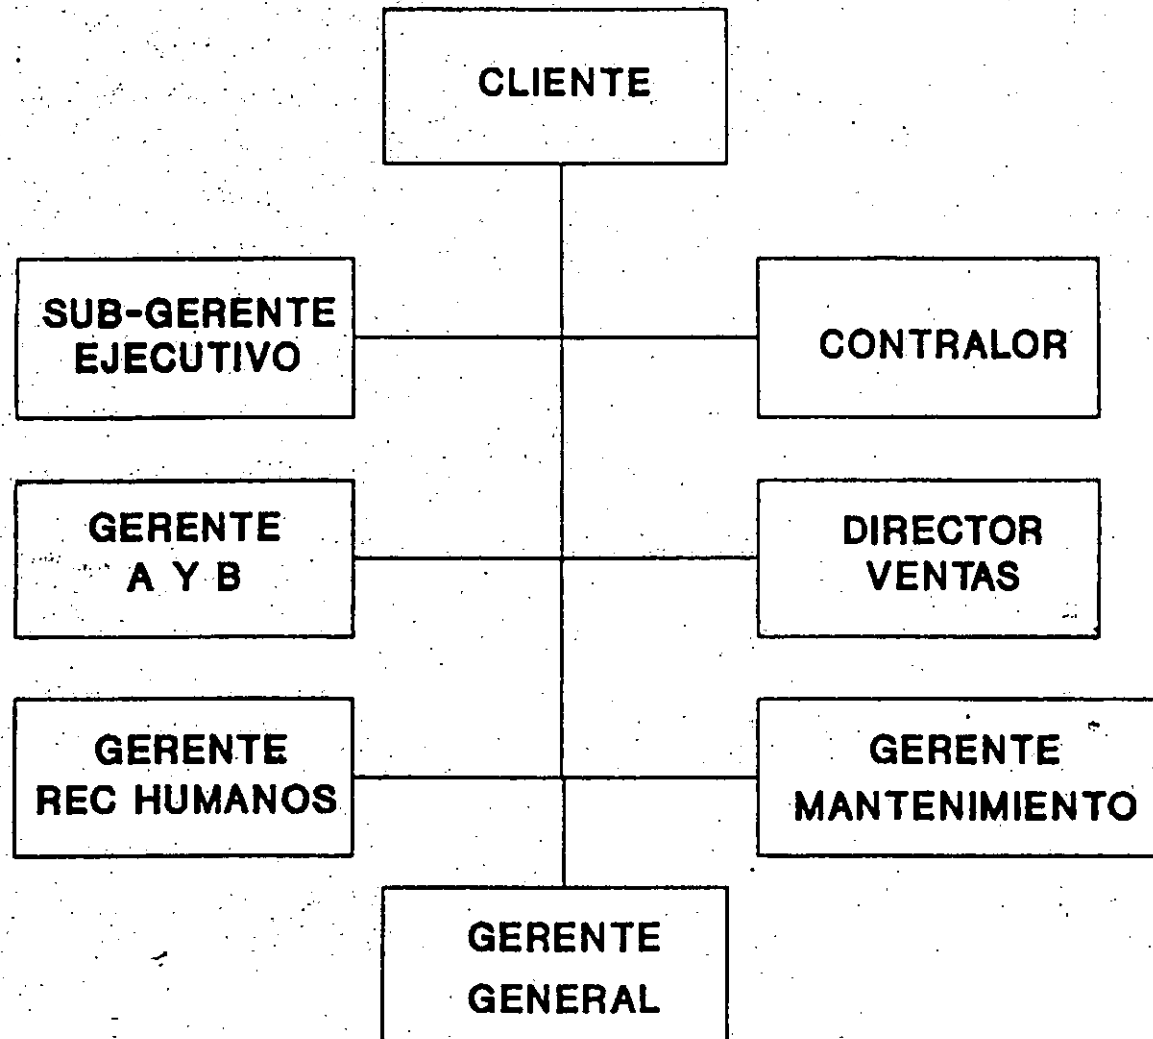 CLIENTE
SUB-GERENTE
EJECUTIVO
CONTRALOR
GERENTE
A Y B
DIRECTOR
VENTAS
GERENTE
REC HUMANOS
GERENTE
MANTENIMIENTO
GERENTE
GENERAL